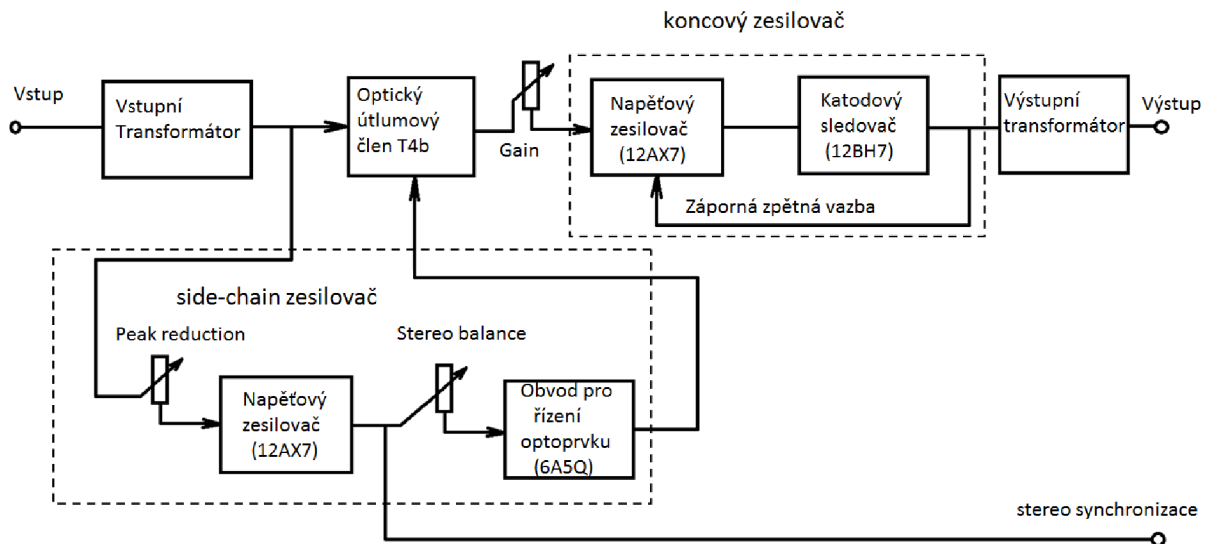 koncový zesilovač
Vstup
Vstupní
Transformátor
Optický
útlumový
člen T4b
Gain
Napěťový
zesilovač
(12AX7)
Katodový
sledovač
(12BH7)
Výstupní
transformátor
Výstup
Záporná zpětná vazba
side-chain zesilovač
Peak reduction
Stereo balance
Napěťový
zesilovač
(12AX7)
Obvod pro
řízení
optoprvku
(6A5Q)
stereo synchronizace